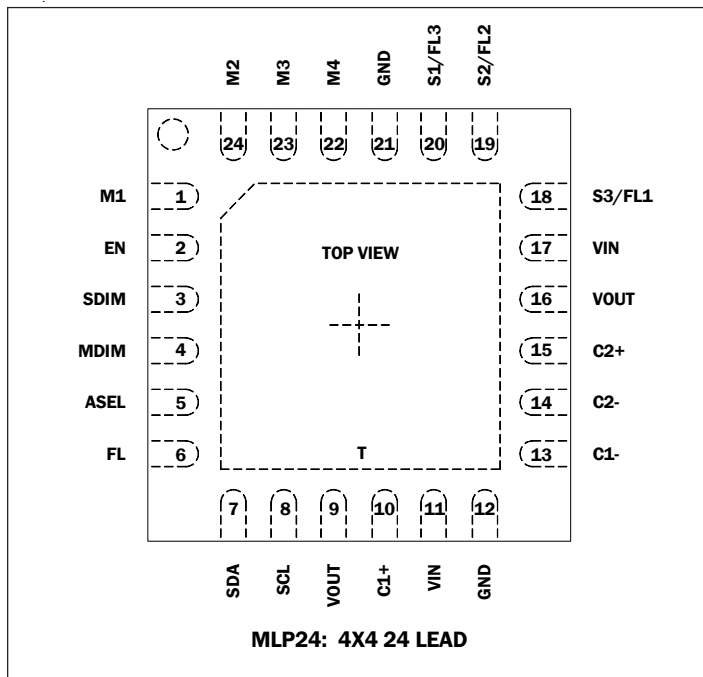 M2 M3 M4 GND S1/FL3 S2/FL2
24 23 22 21 20 19
M1 1 18 S3/FL1
EN 2 TOP VIEW 17 VIN
SDIM 3 16 VOUT
MDIM 4 15 C2+
ASEL 5 14 C2-
FL 6 T 13 C1-
7 8 9 10 11 12
SDA SCL VOUT C1+ VIN GND
MLP24: 4X4 24 LEAD